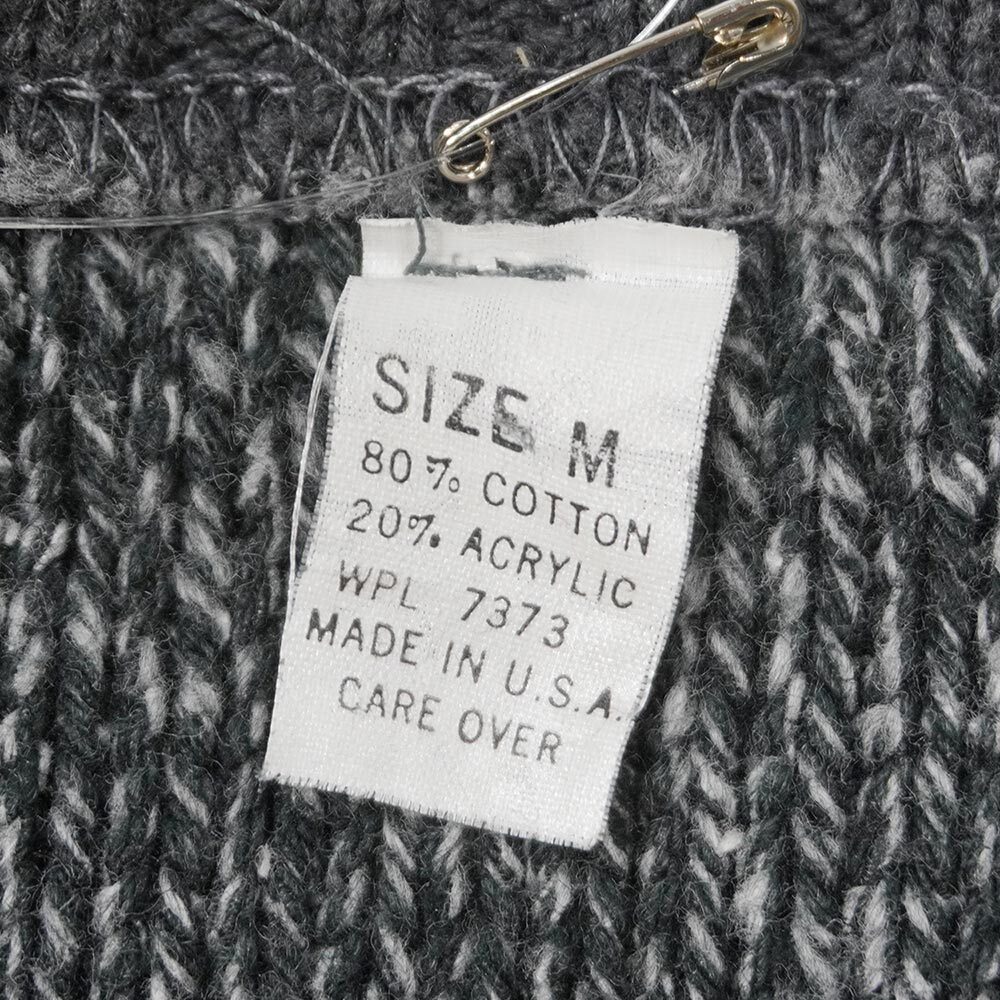 SIZE M
80% COTTON
20% ACRYLIC
WPL 7373
MADE IN U.S.A.
CARE OVER